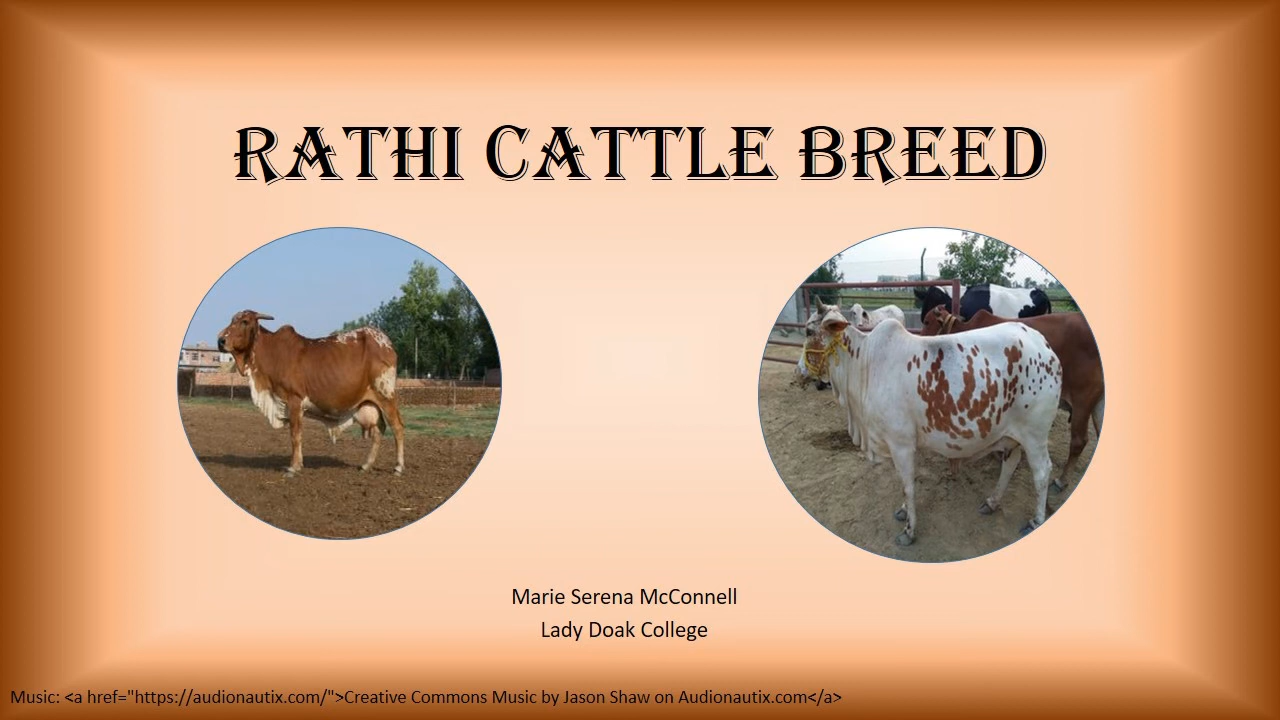 RATHI CATTLE BREED
Marie Serena McConnell
Lady Doak College
Music: <a href="https://audionautix.com/">Creative Commons Music by Jason Shaw on Audionautix.com</a>